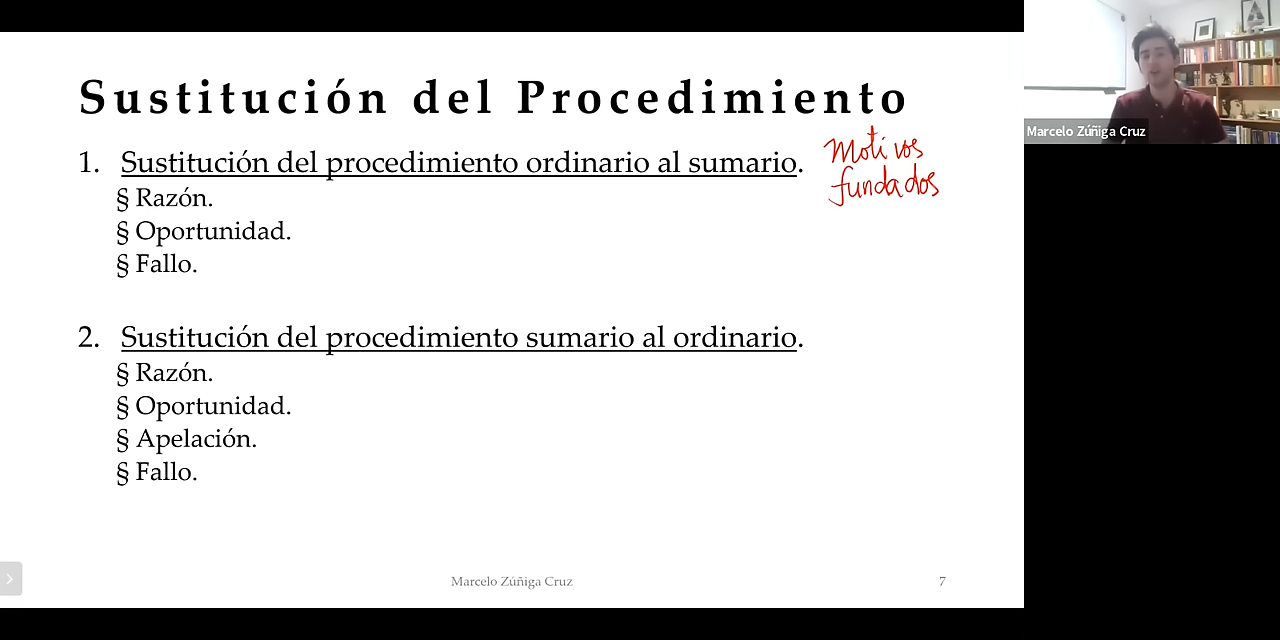 Sustitución del Procedimiento
1. Sustitución del procedimiento ordinario al sumario.
Motivos
fundados
§ Razón.
§ Oportunidad.
§ Fallo.
2. Sustitución del procedimiento sumario al ordinario.
§ Razón.
§ Oportunidad.
§ Apelación.
§ Fallo.
Marcelo Zúñiga Cruz
7
Marcelo Zúñiga Cruz